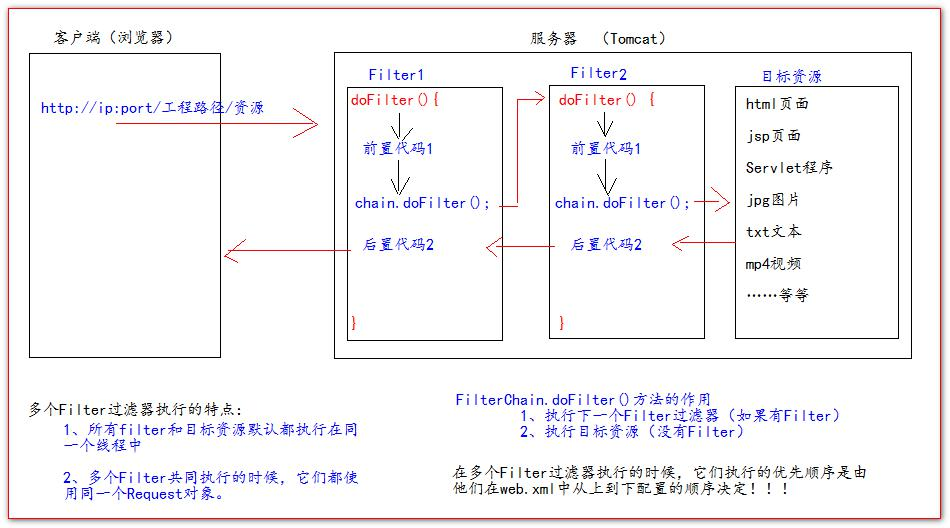 客户端（浏览器）
服务器 （Tomcat）
http://ip:port/工程路径/资源
Filter1
doFilter(){
前置代码1
chain.doFilter();
后置代码2
}
Filter2
doFilter() {
前置代码1
chain.doFilter();
后置代码2
}
目标资源
html页面
jsp页面
Servlet程序
jpg图片
txt文本
mp4视频
……等等
多个Filter过滤器执行的特点：
1、所有filter和目标资源默认都执行在同
一个线程中
2、多个Filter共同执行的时候，它们都使
用同一个Request对象。
FilterChain.doFilter()方法的作用
1、执行下一个Filter过滤器（如果有Filter）
2、执行目标资源（没有Filter）
在多个Filter过滤器执行的时候，它们执行的优先顺序是由
他们在web.xml中从上到下配置的顺序决定！！！